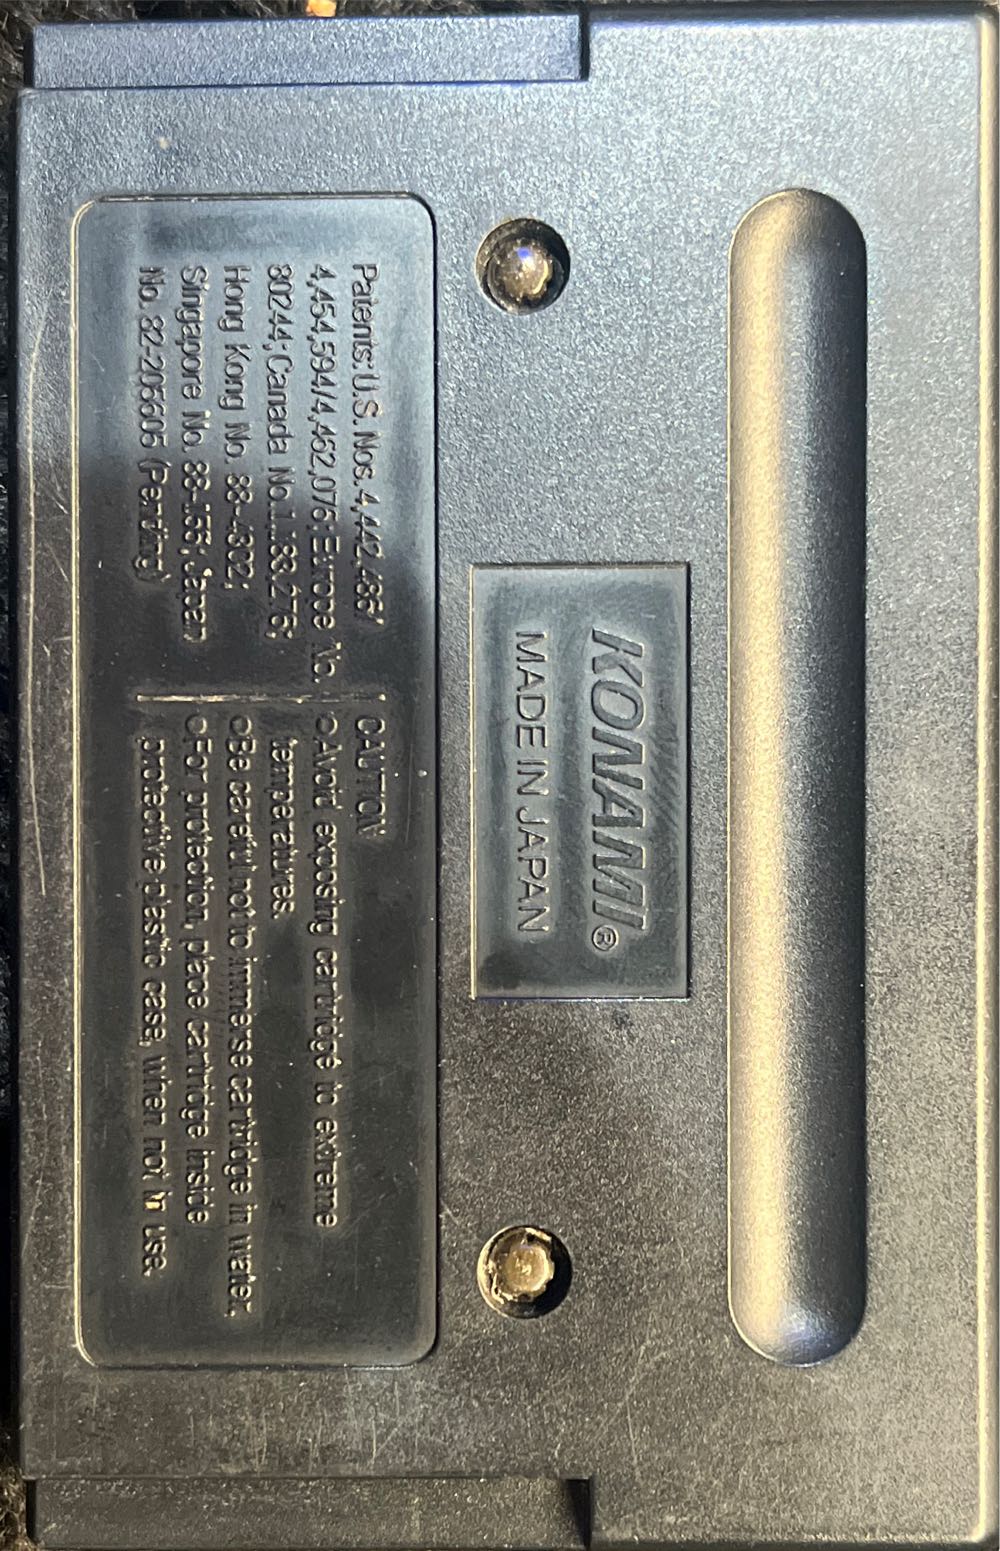 KONAMI®
MADE IN JAPAN
Patents: U.S. Nos. 4,442,486/
4,454,594/4,462,076; Europe No.
80244; Canada No. 1,183,276;
Hong Kong No. 88-4302;
Singapore No. 88-155; Japan
No. 82-205605 (Pending)
CAUTION
○Avoid exposing cartridge to extreme
temperatures.
○Be careful not to immerse cartridge in water.
○For protection, place cartridge inside
protective plastic case, when not in use.